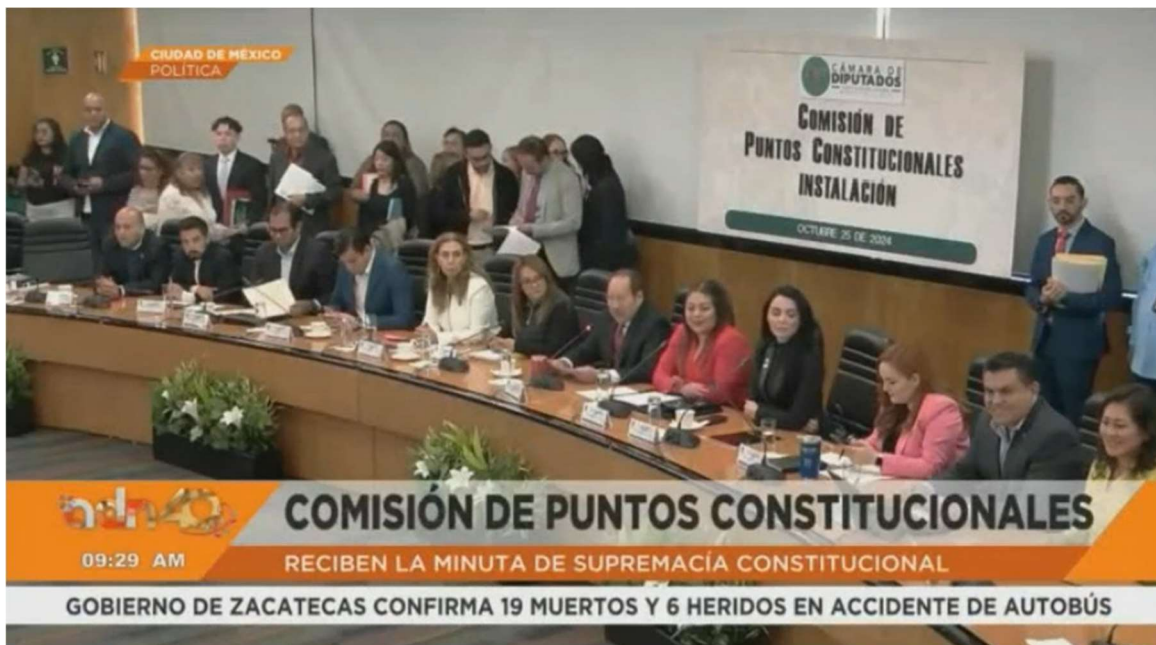 CIUDAD DE MÉXICO
POLÍTICA
CÁMARA DE
DIPUTADOS
COMISIÓN DE
PUNTOS CONSTITUCIONALES
INSTALACIÓN
OCTUBRE 25 DE 2024
adn40
COMISIÓN DE PUNTOS CONSTITUCIONALES
09:29 AM
RECIBEN LA MINUTA DE SUPREMACÍA CONSTITUCIONAL
GOBIERNO DE ZACATECAS CONFIRMA 19 MUERTOS Y 6 HERIDOS EN ACCIDENTE DE AUTOBÚS